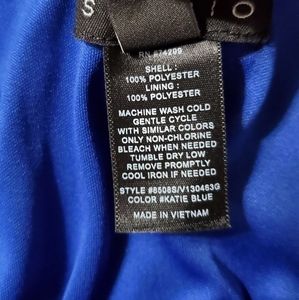 S I O
RN #74299
SHELL :
100% POLYESTER
LINING :
100% POLYESTER
MACHINE WASH COLD
GENTLE CYCLE
WITH SIMILAR COLORS
ONLY NON-CHLORINE
BLEACH WHEN NEEDED
TUMBLE DRY LOW
REMOVE PROMPTLY
COOL IRON IF NEEDED
STYLE #8508S/V130463G
COLOR #KATIE BLUE
MADE IN VIETNAM